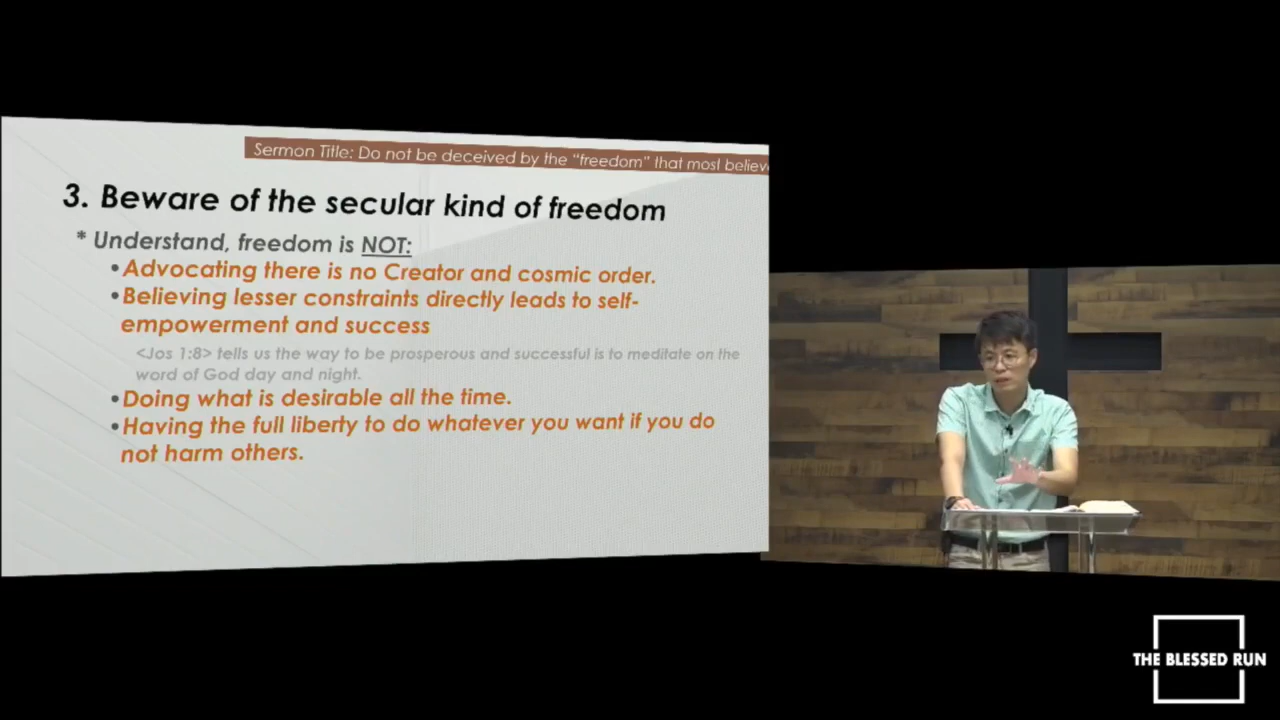 Sermon Title: Do not be deceived by the "freedom" that most believ
3. Beware of the secular kind of freedom
* Understand, freedom is NOT:
•Advocating there is no Creator and cosmic order.
•Believing lesser constraints directly leads to self-
empowerment and success
<Jos 1:8> tells us the way to be prosperous and successful is to meditate on the
word of God day and night.
•Doing what is desirable all the time.
•Having the full liberty to do whatever you want if you do
not harm others.
THE BLESSED RUN